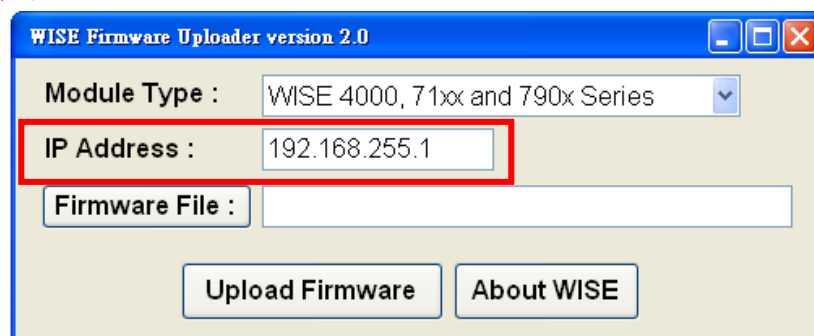 WISE Firmware Uploader version 2.0
Module Type : WISE 4000, 71xx and 790x Series
IP Address : 192.168.255.1
Firmware File :
Upload Firmware About WISE